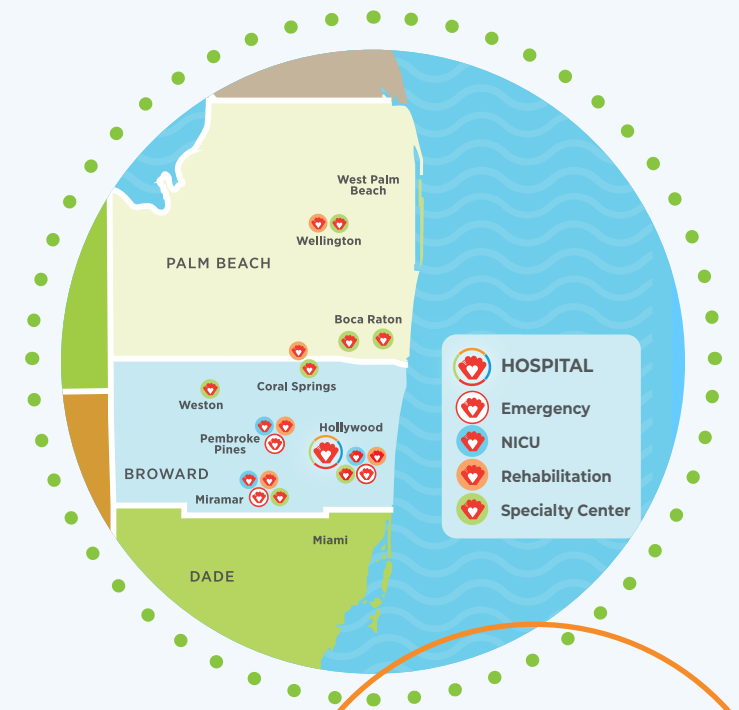 West Palm
Beach
Wellington
PALM BEACH
Boca Raton
Coral Springs
Weston
Hollywood
Pembroke
Pines
BROWARD
Miramar
Miami
DADE
HOSPITAL
Emergency
NICU
Rehabilitation
Specialty Center